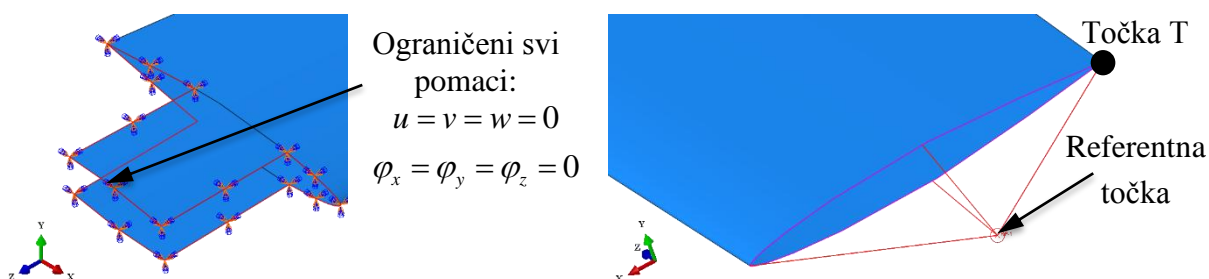 Ograničeni svi
pomaci:
u = v = w = 0
φx = φy = φz = 0
Y
Z
X
Točka T
Referentna
točka
Y
Z
X